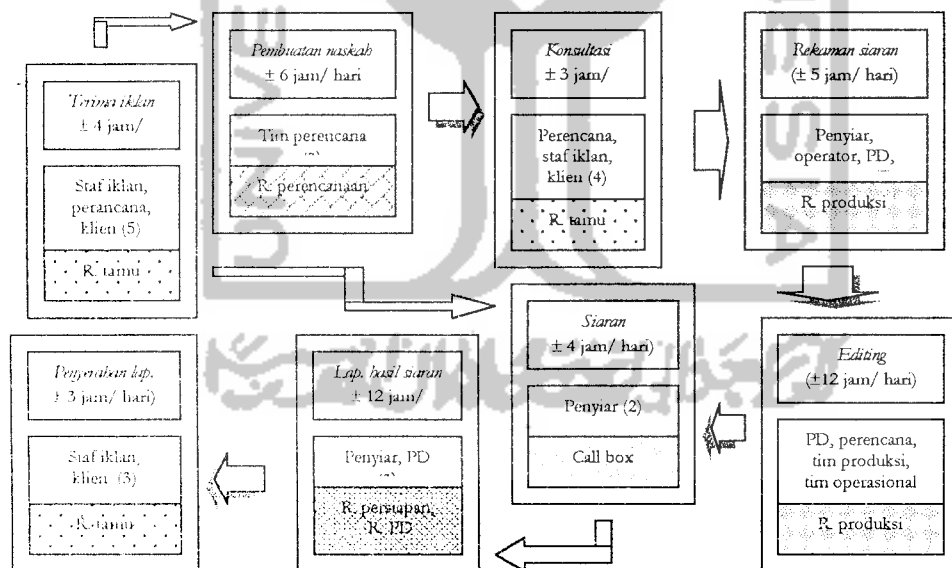 Terima iklan
± 4 jam/
Staf iklan,
perancana,
klien (5)
R. tamu
Pembuatan naskah
± 6 jam/ hari
Tim perencana
R. perencanaan
Konsultasi
± 3 jam/
Perencana,
staf iklan,
klien (4)
R. tamu
Rekaman siaran
(± 5 jam/ hari)
Penyiar,
operator, PD,
R. produksi
Editing
(±12 jam/ hari)
PD, perencana,
tim produksi,
tim operasional
R. produksi
Siaran
± 4 jam/ hari)
Penyiar (2)
Call box
Lap. hasil siaran
± 12 jam/
Penyiar, PD
R. persiapan,
R. PD
Penyerahan lap.
± 3 jam/ hari)
Staf iklan,
klien (3)
R. tamu